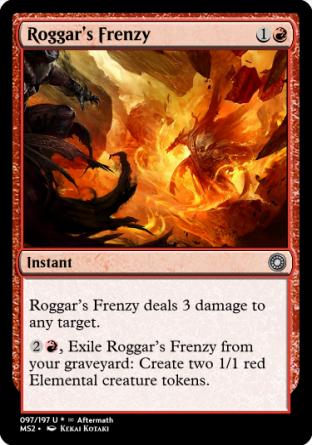 Roggar's Frenzy 1
Instant
Roggar's Frenzy deals 3 damage to
any target.
2, Exile Roggar's Frenzy from
your graveyard: Create two 1/1 red
Elemental creature tokens.
097/197 U * ∞ Aftermath
MS2 • Kekai Kotaki